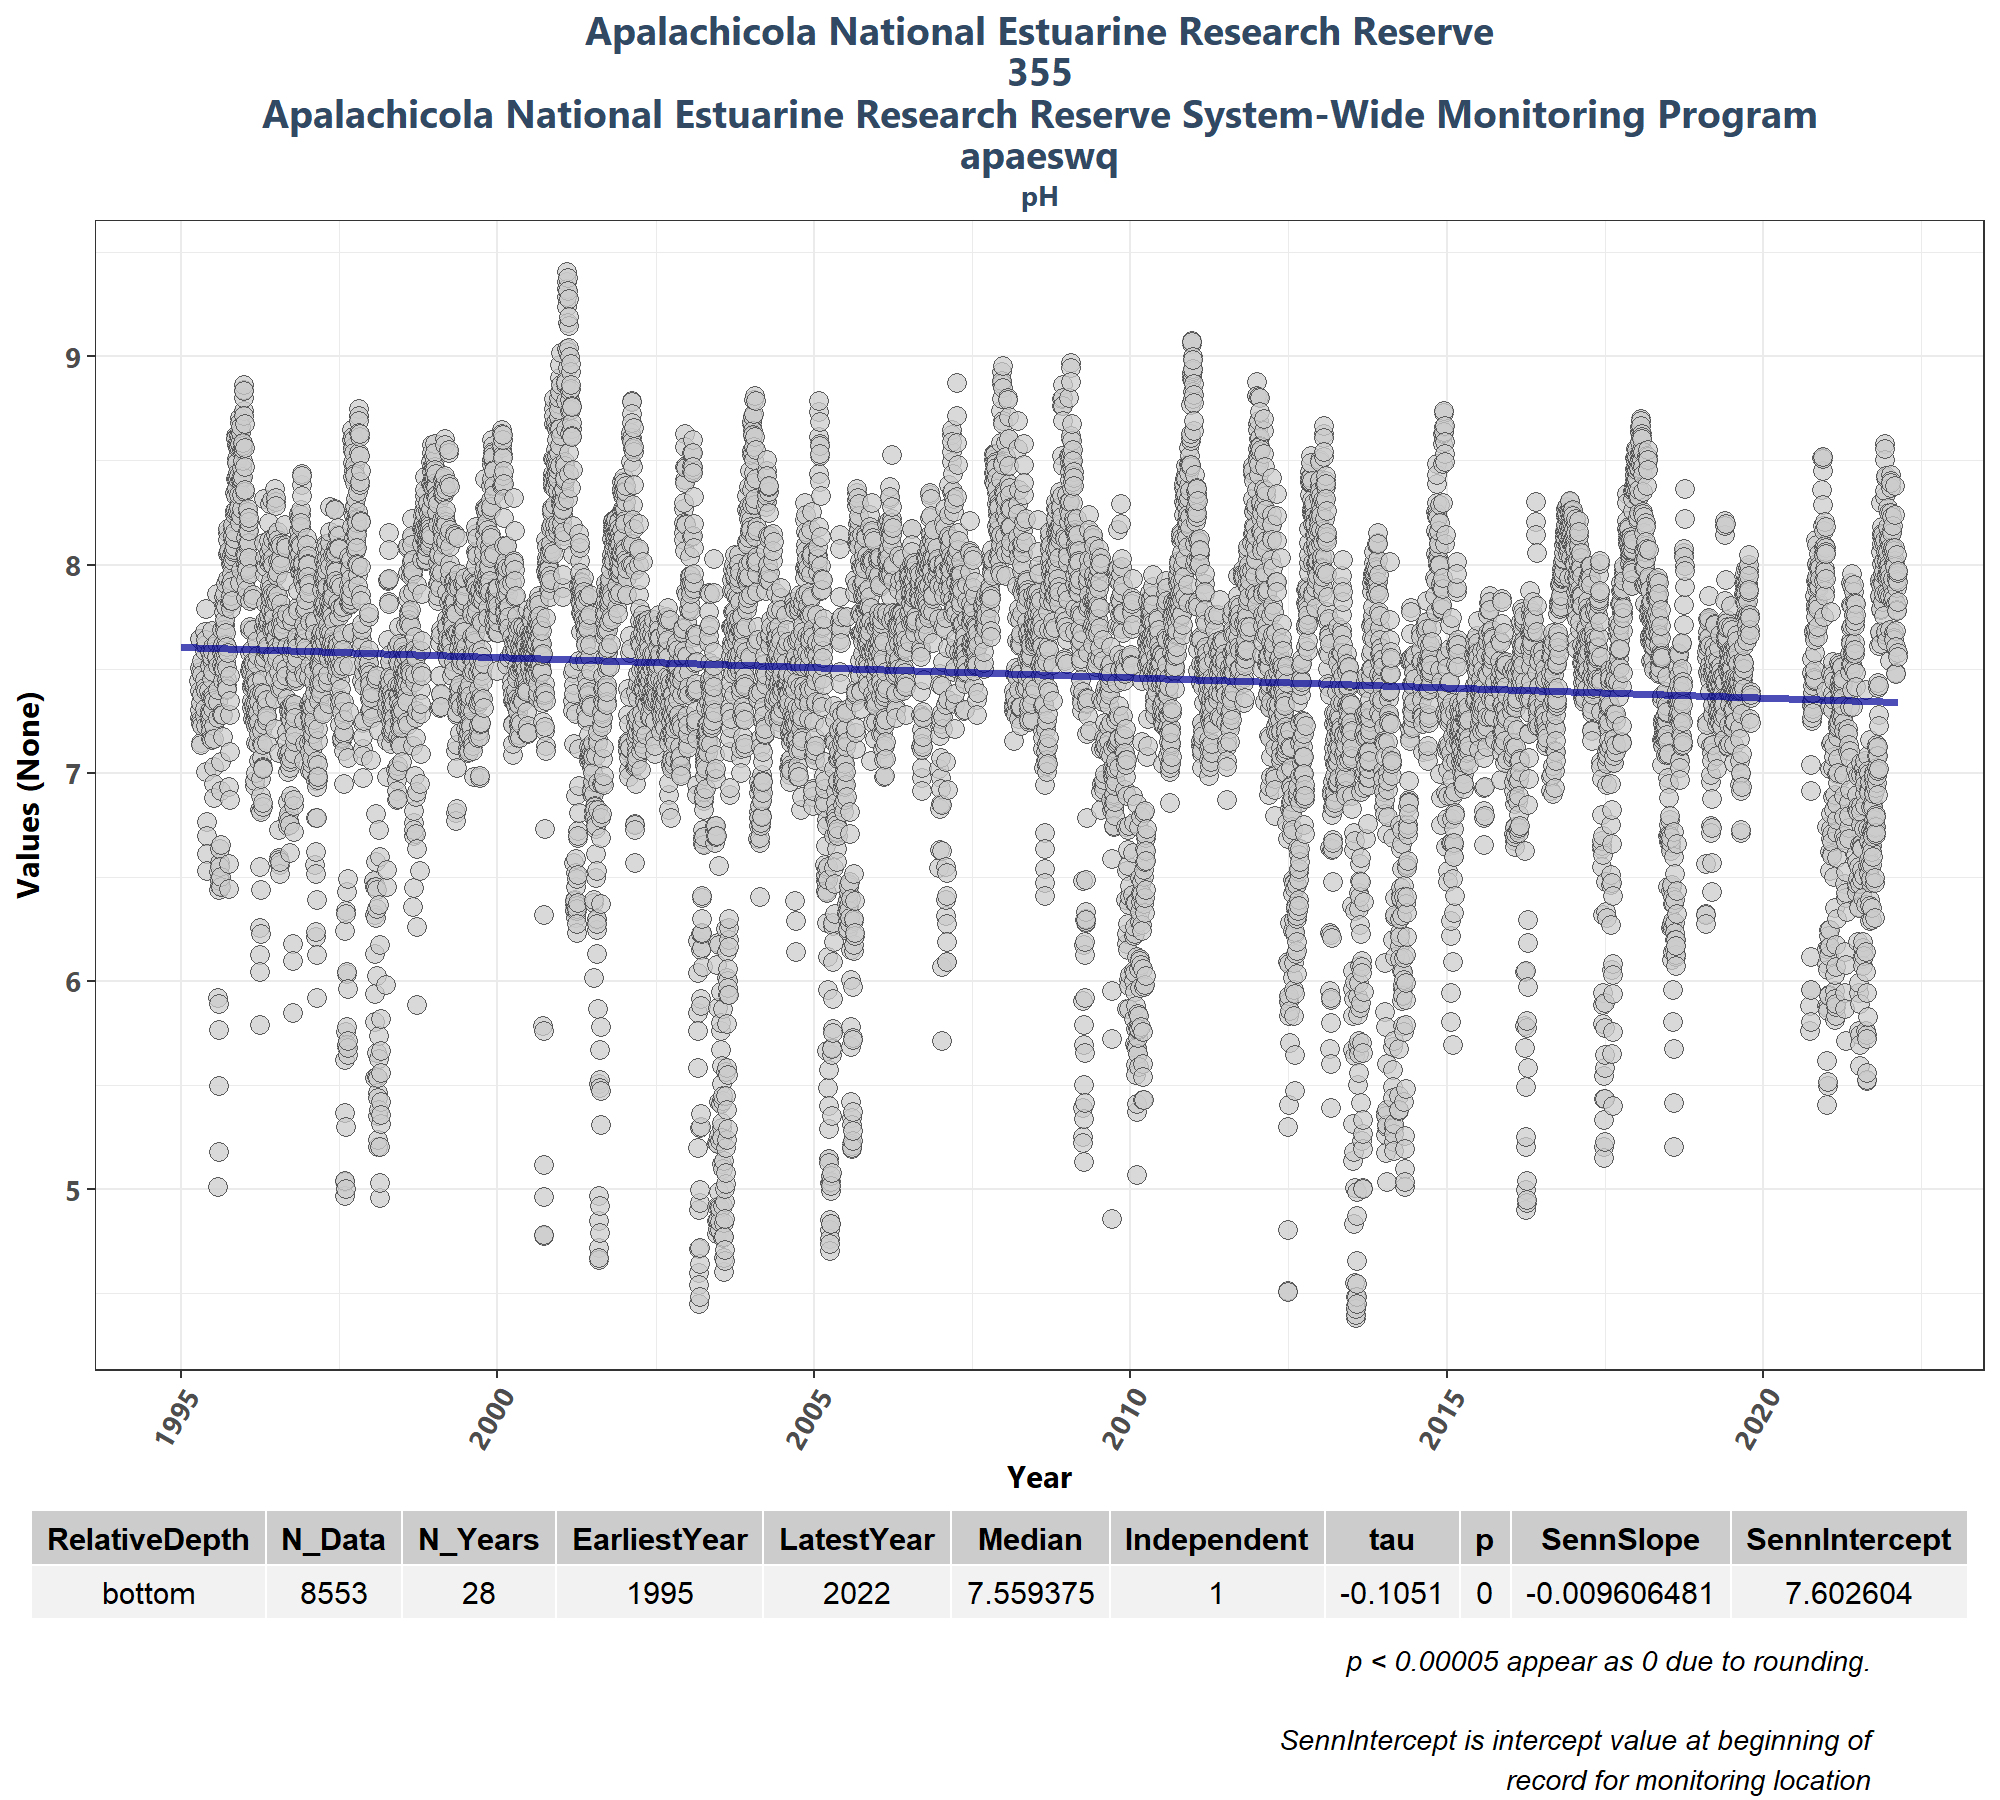 Apalachicola National Estuarine Research Reserve
355
Apalachicola National Estuarine Research Reserve System-Wide Monitoring Program
apaeswq
pH
Values (None)
9
8
7
6
5
1995 2000 2005 2010 2015 2020
Year
RelativeDepth N_Data N_Years EarliestYear LatestYear Median Independent tau p SennSlope SennIntercept
bottom 8553 28 1995 2022 7.559375 1 -0.1051 0 -0.009606481 7.602604
p < 0.00005 appear as 0 due to rounding.
SennIntercept is intercept value at beginning of
record for monitoring location